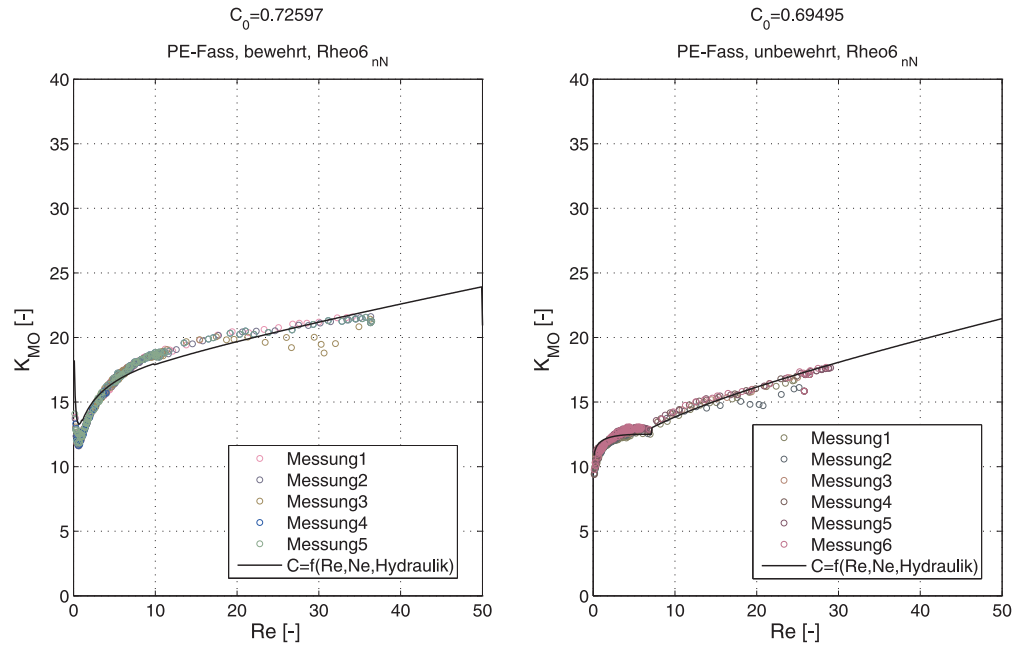 C0=0.72597
PE-Fass, bewehrt, Rheo6nN
40
35
30
25
20
15
10
5
0
KMO [-]
0 10 20 30 40 50
Re [-]
Messung1
Messung2
Messung3
Messung4
Messung5
C=f(Re,Ne,Hydraulik)
C0=0.69495
PE-Fass, unbewehrt, Rheo6nN
40
35
30
25
20
15
10
5
0
KMO [-]
0 10 20 30 40 50
Re [-]
Messung1
Messung2
Messung3
Messung4
Messung5
Messung6
C=f(Re,Ne,Hydraulik)